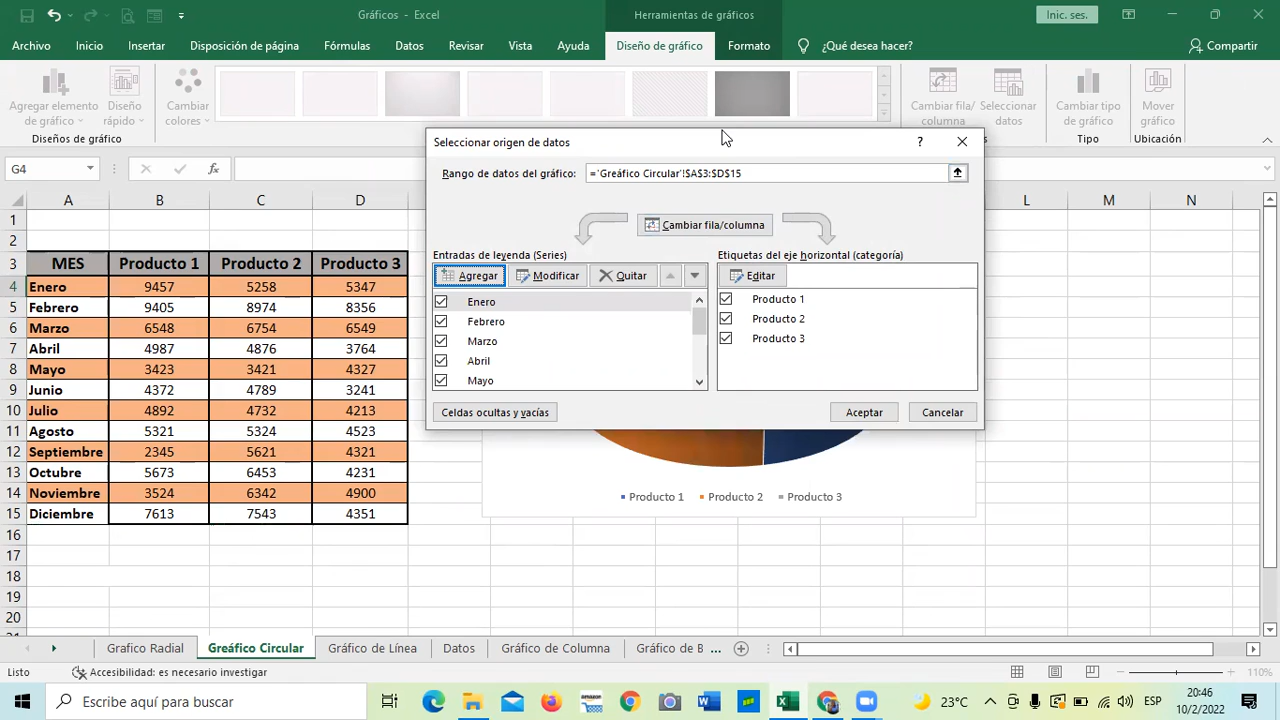 Gráficos - Excel
Herramientas de gráficos
Inic. ses.
Archivo Inicio Insertar Disposición de página Fórmulas Datos Revisar Vista Ayuda Diseño de gráfico Formato ¿Qué desea hacer? Compartir
Agregar elemento de gráfico
Diseño rápido
Cambiar colores
Cambiar fila/ columna
Seleccionar datos
Cambiar tipo de gráfico
Mover gráfico
Diseños de gráfico
Tipo
Ubicación
G4
fx
Seleccionar origen de datos ?
Rango de datos del gráfico: ='Greáfico Circular'!$A$3:$D$15
Cambiar fila/columna
Entradas de leyenda (Series)
Agregar Modificar Quitar
Enero
Febrero
Marzo
Abril
Mayo
Etiquetas del eje horizontal (categoría)
Editar
Producto 1
Producto 2
Producto 3
Celdas ocultas y vacías Aceptar Cancelar
A B C D L M N
1
2
3 MES Producto 1 Producto 2 Producto 3
4 Enero 9457 5258 5347
5 Febrero 9405 8974 8356
6 Marzo 6548 6754 6549
7 Abril 4987 4876 3764
8 Mayo 3423 3421 4327
9 Junio 4372 4789 3241
10 Julio 4892 4732 4213
11 Agosto 5321 5324 4523
12 Septiembre 2345 5621 4321
13 Octubre 5673 6453 4231
14 Noviembre 3524 6342 4900
15 Diciembre 7613 7543 4351
16
17
18
19
20
Producto 1 Producto 2 Producto 3
Grafico Radial Greáfico Circular Gráfico de Línea Datos Gráfico de Columna Gráfico de B ...
Listo Accesibilidad: es necesario investigar 110%
Escribe aquí para buscar
amazon
23°C
ESP
20:46
10/2/2022